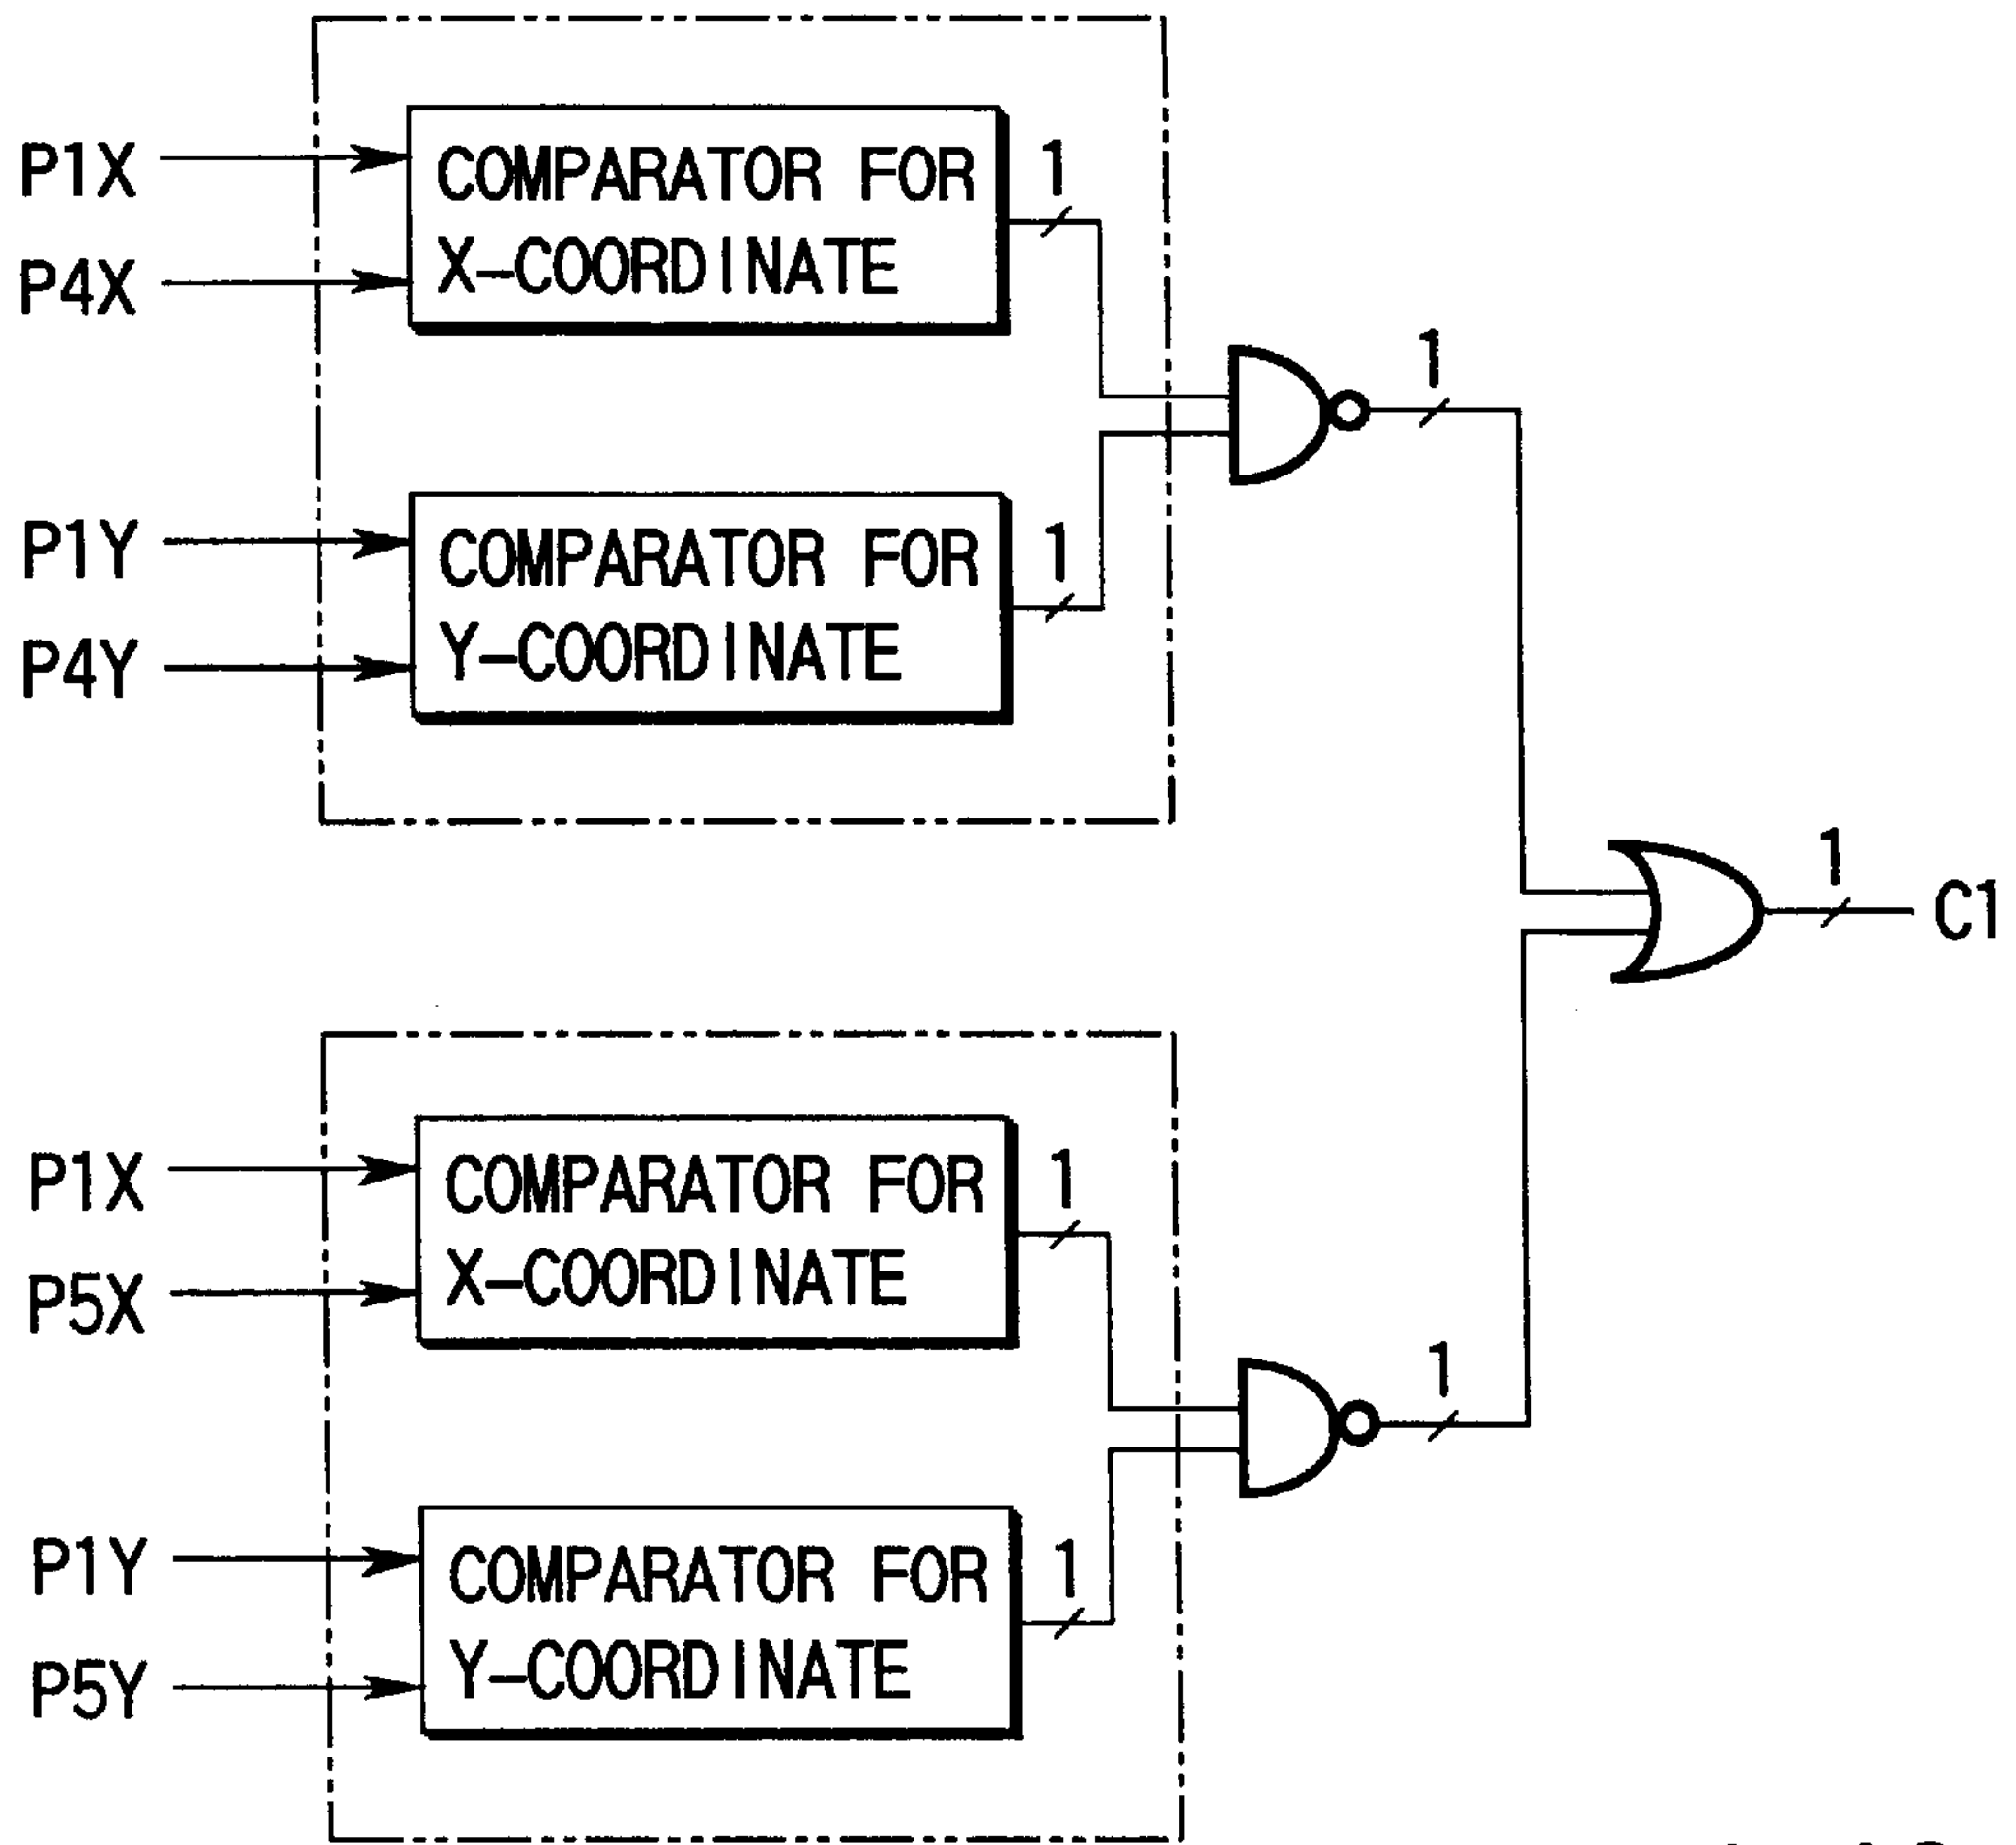 P1X
COMPARATOR FOR
X-COORDINATE
1
P4X
1
P1Y
COMPARATOR FOR
Y-COORDINATE
1
P4Y
1
C1
P1X
COMPARATOR FOR
X-COORDINATE
1
P5X
1
P1Y
COMPARATOR FOR
Y-COORDINATE
1
P5Y